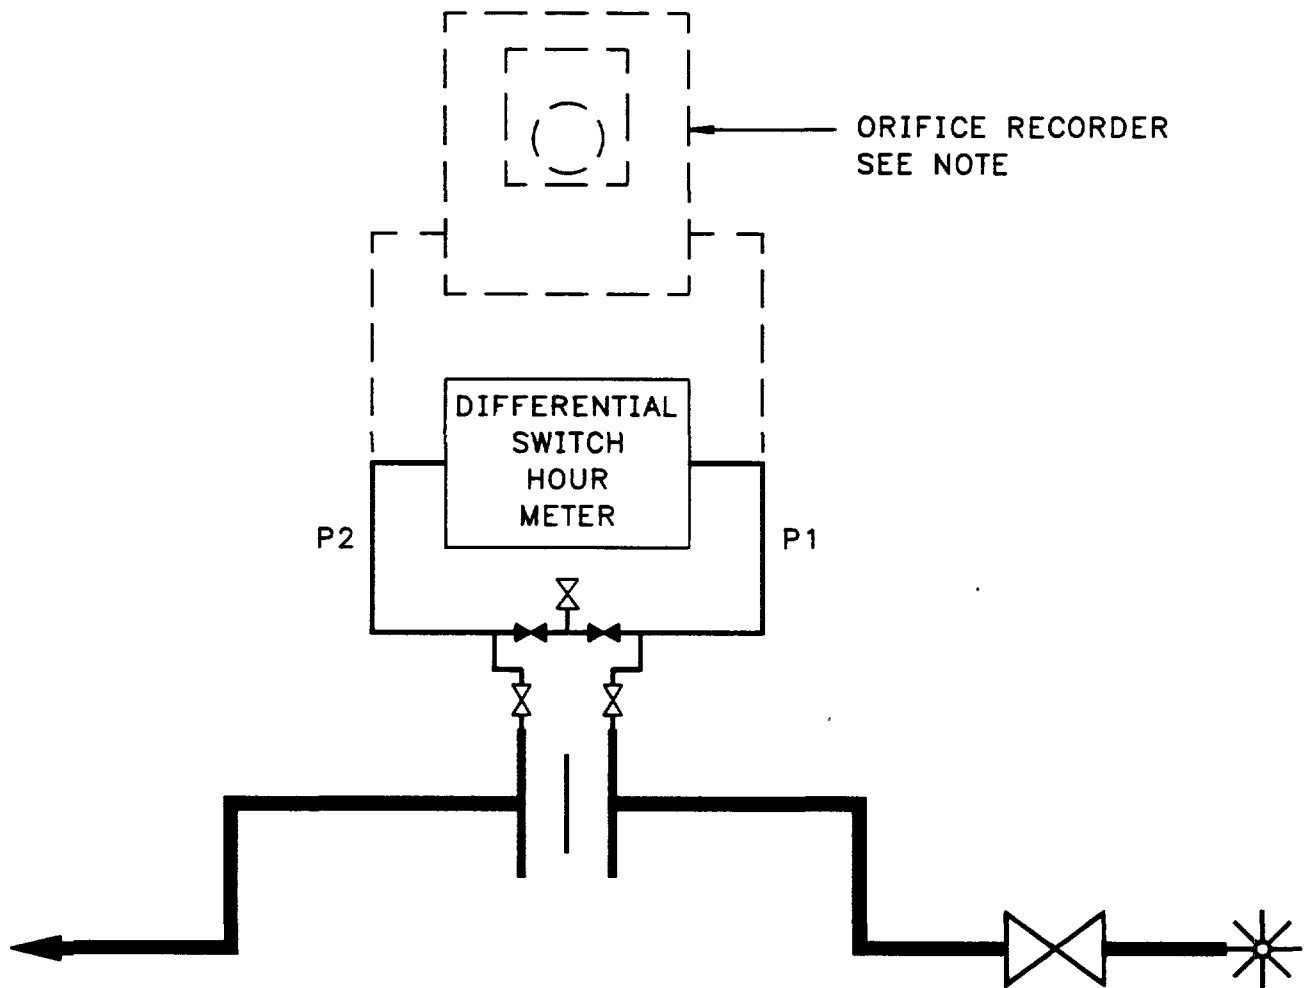 ORIFICE RECORDER
SEE NOTE
DIFFERENTIAL
SWITCH
HOUR
METER
P2
P1